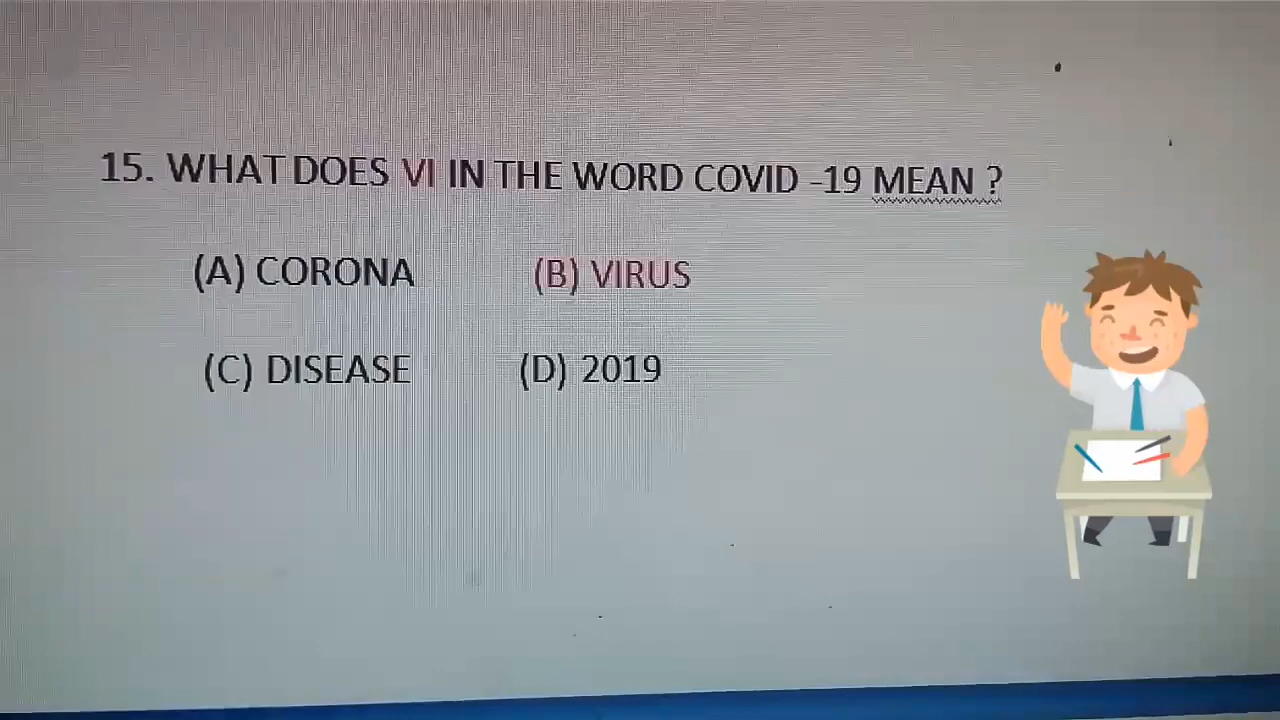 15. WHAT DOES VI IN THE WORD COVID -19 MEAN ?
(A) CORONA (B) VIRUS
(C) DISEASE (D) 2019